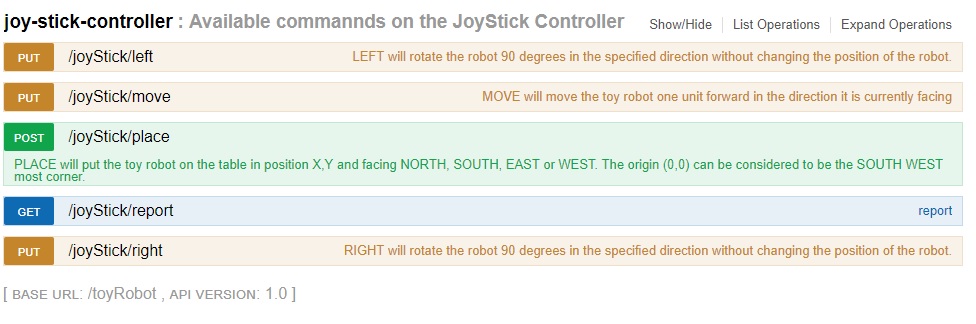 joy-stick-controller : Available commannds on the JoyStick Controller Show/Hide List Operations Expand Operations
PUT /joyStick/left LEFT will rotate the robot 90 degrees in the specified direction without changing the position of the robot.
PUT /joyStick/move MOVE will move the toy robot one unit forward in the direction it is currently facing
POST /joyStick/place
PLACE will put the toy robot on the table in position X,Y and facing NORTH, SOUTH, EAST or WEST. The origin (0,0) can be considered to be the SOUTH WEST
most corner.
GET /joyStick/report report
PUT /joyStick/right RIGHT will rotate the robot 90 degrees in the specified direction without changing the position of the robot.
[ BASE URL: /toyRobot , API VERSION: 1.0 ]